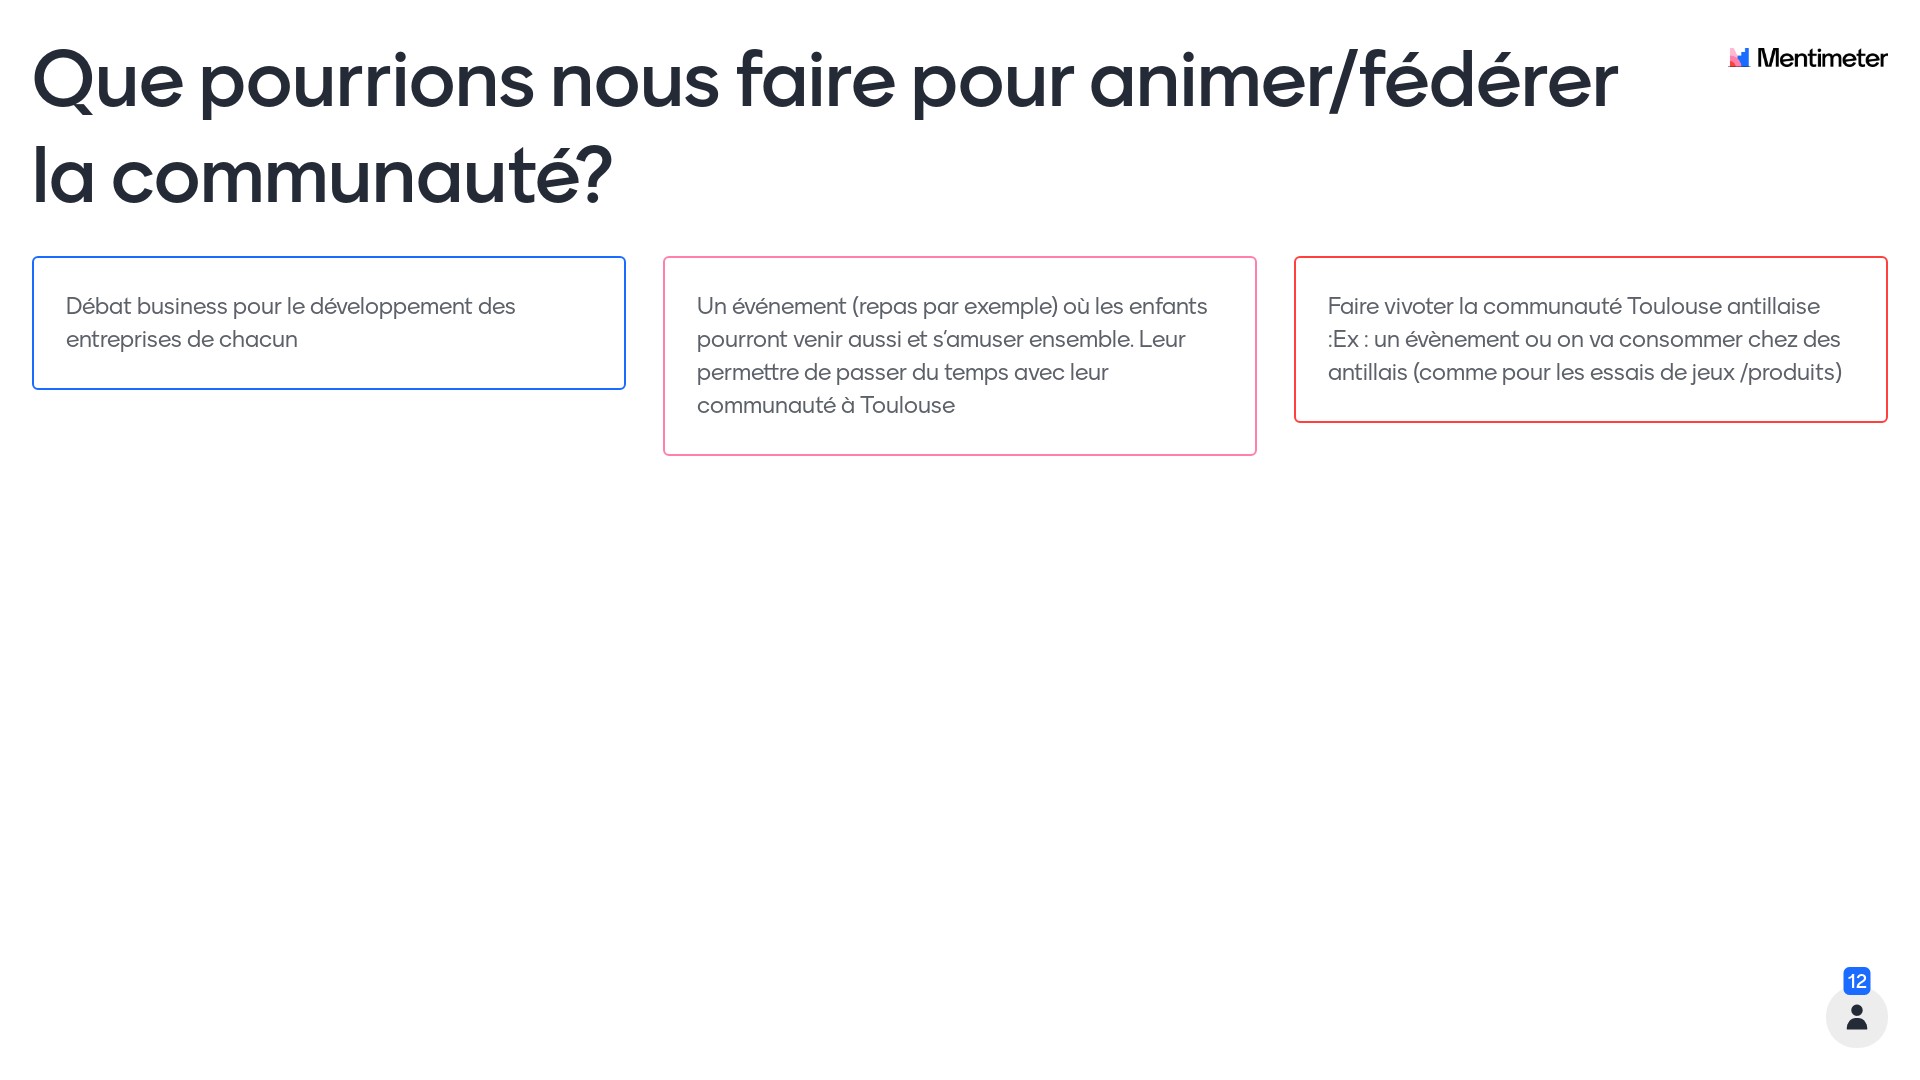 Que pourrions nous faire pour animer/fédérer
la communauté?
Mentimeter
Débat business pour le développement des
entreprises de chacun
Un événement (repas par exemple) où les enfants
pourront venir aussi et s’amuser ensemble. Leur
permettre de passer du temps avec leur
communauté à Toulouse
Faire vivoter la communauté Toulouse antillaise
:Ex : un évènement ou on va consommer chez des
antillais (comme pour les essais de jeux /produits)
12